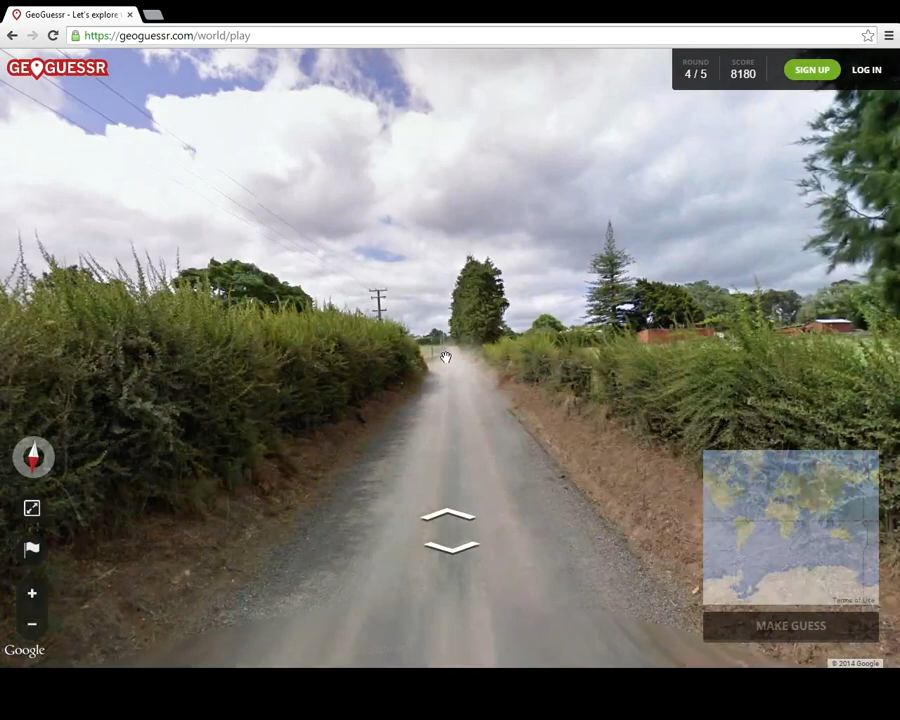 GeoGuessr - Let's explore t
https://geoguessr.com/world/play
GEOGUESSR
ROUND
4 / 5
SCORE
8180
SIGN UP
LOG IN
Terms of Use
MAKE GUESS
Google
© 2014 Google